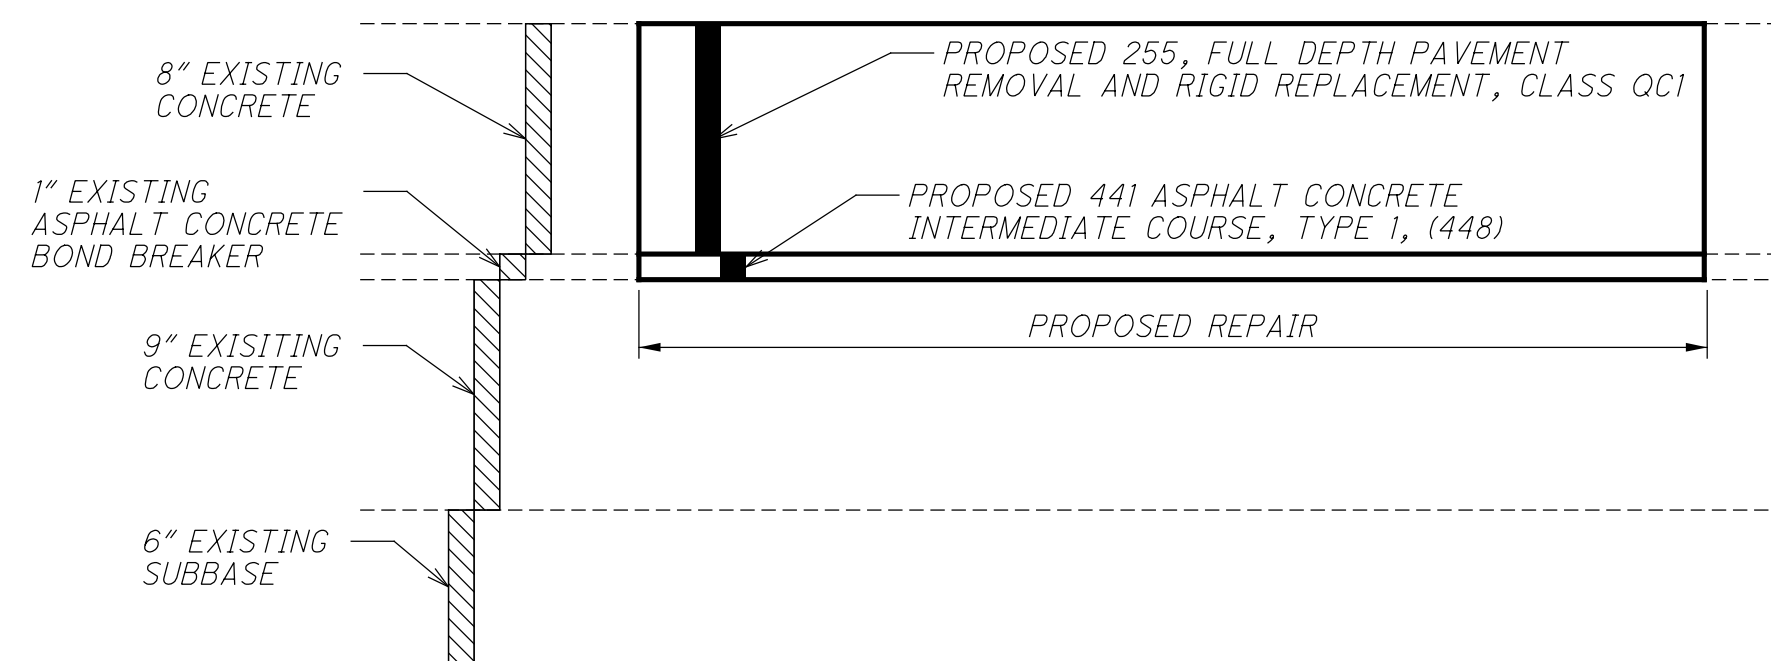 8" EXISTING
CONCRETE
1" EXISTING
ASPHALT CONCRETE
BOND BREAKER
9" EXISITING
CONCRETE
6" EXISTING
SUBBASE
PROPOSED 255, FULL DEPTH PAVEMENT
REMOVAL AND RIGID REPLACEMENT, CLASS QC1
PROPOSED 441 ASPHALT CONCRETE
INTERMEDIATE COURSE, TYPE 1, (448)
PROPOSED REPAIR